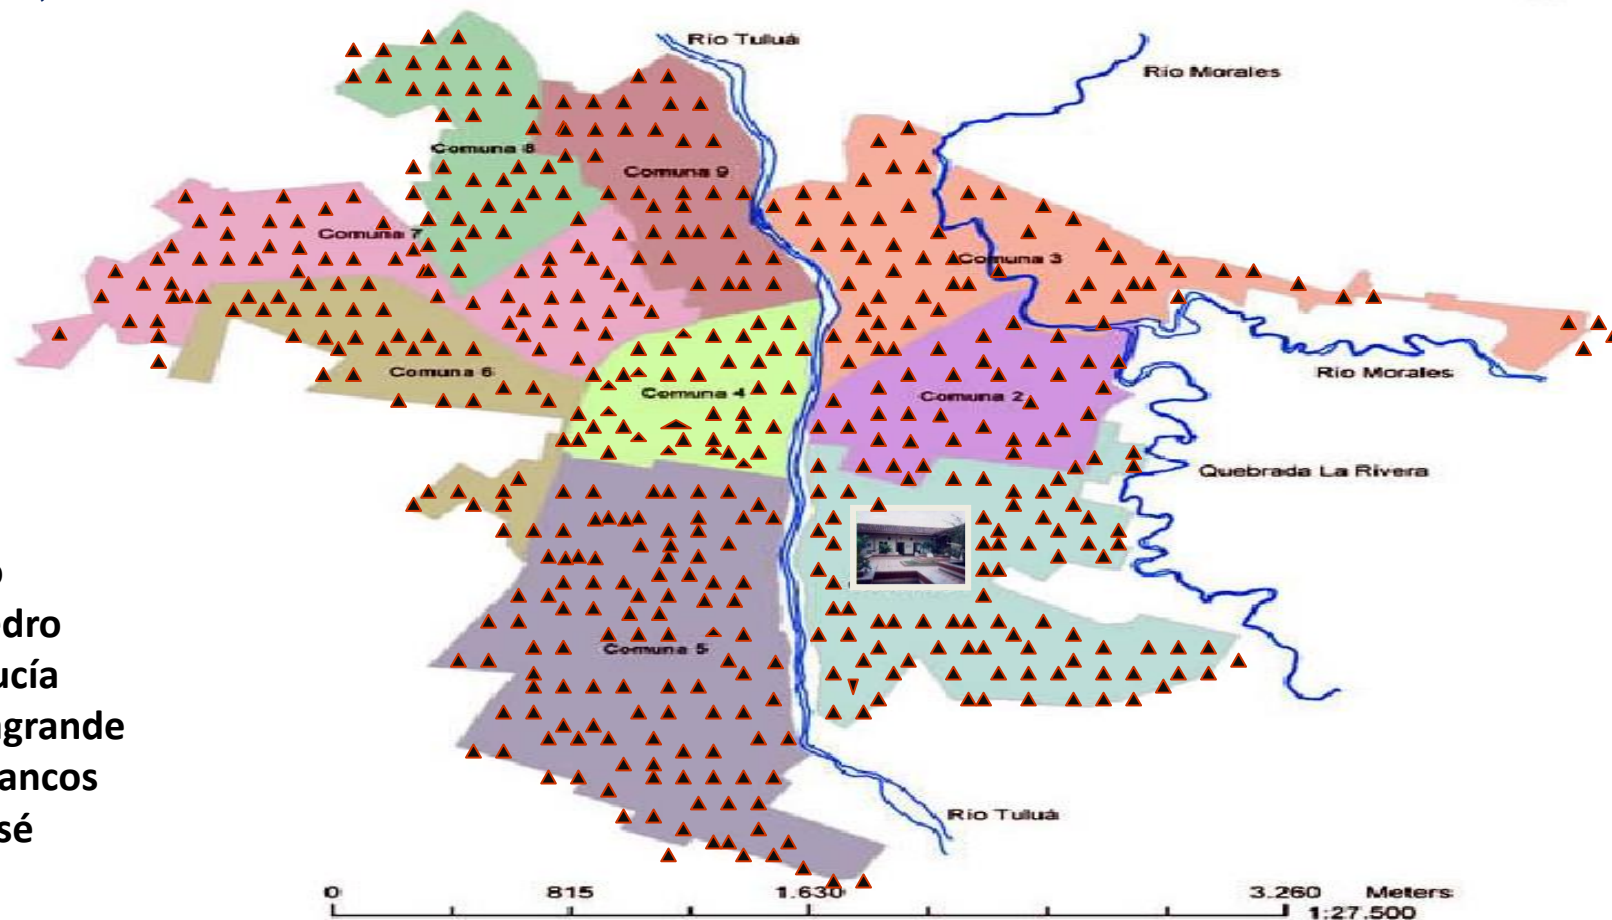 Río Tuluá
Río Morales
Comuna 8
Comuna 9
Comuna 7
Comuna 3
Comuna 6
Comuna 4
Comuna 2
Río Morales
Quebrada La Rivera
edro
ucía
agrande
ancos
sé
Comuna 5
Río Tuluá
0 815 1.630 3.260 Meters
1:27.500